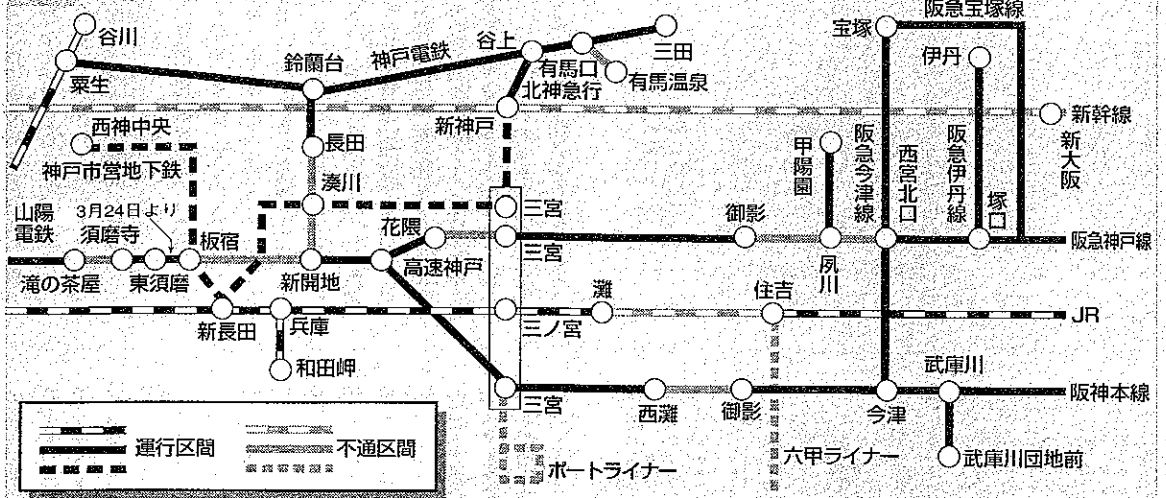 谷川
粟生
鈴蘭台
神戸電鉄
谷上
有馬口
北神急行
三田
有馬温泉
宝塚
阪急宝塚線
伊丹
新幹線
新大阪
西神中央
神戸市営地下鉄
新神戸
長田
湊川
甲陽園
阪急今津線
西宮北口
阪急伊丹線
塚口
山陽
電鉄
3月24日より
須磨寺
板宿
花隈
三宮
三宮
御影
阪急神戸線
滝の茶屋
東須磨
新開地
高速神戸
夙川
新長田
兵庫
三ノ宮
灘
住吉
JR
和田岬
三宮
西灘
御影
今津
武庫川
阪神本線
運行区間
不通区間
ポートライナー
六甲ライナー
武庫川団地前